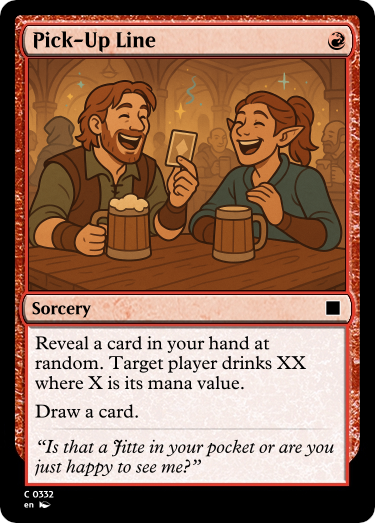 Pick-Up Line
Sorcery
Reveal a card in your hand at
random. Target player drinks XX
where X is its mana value.
Draw a card.
“Is that a Jitte in your pocket or are you
just happy to see me?”
C 0332
en